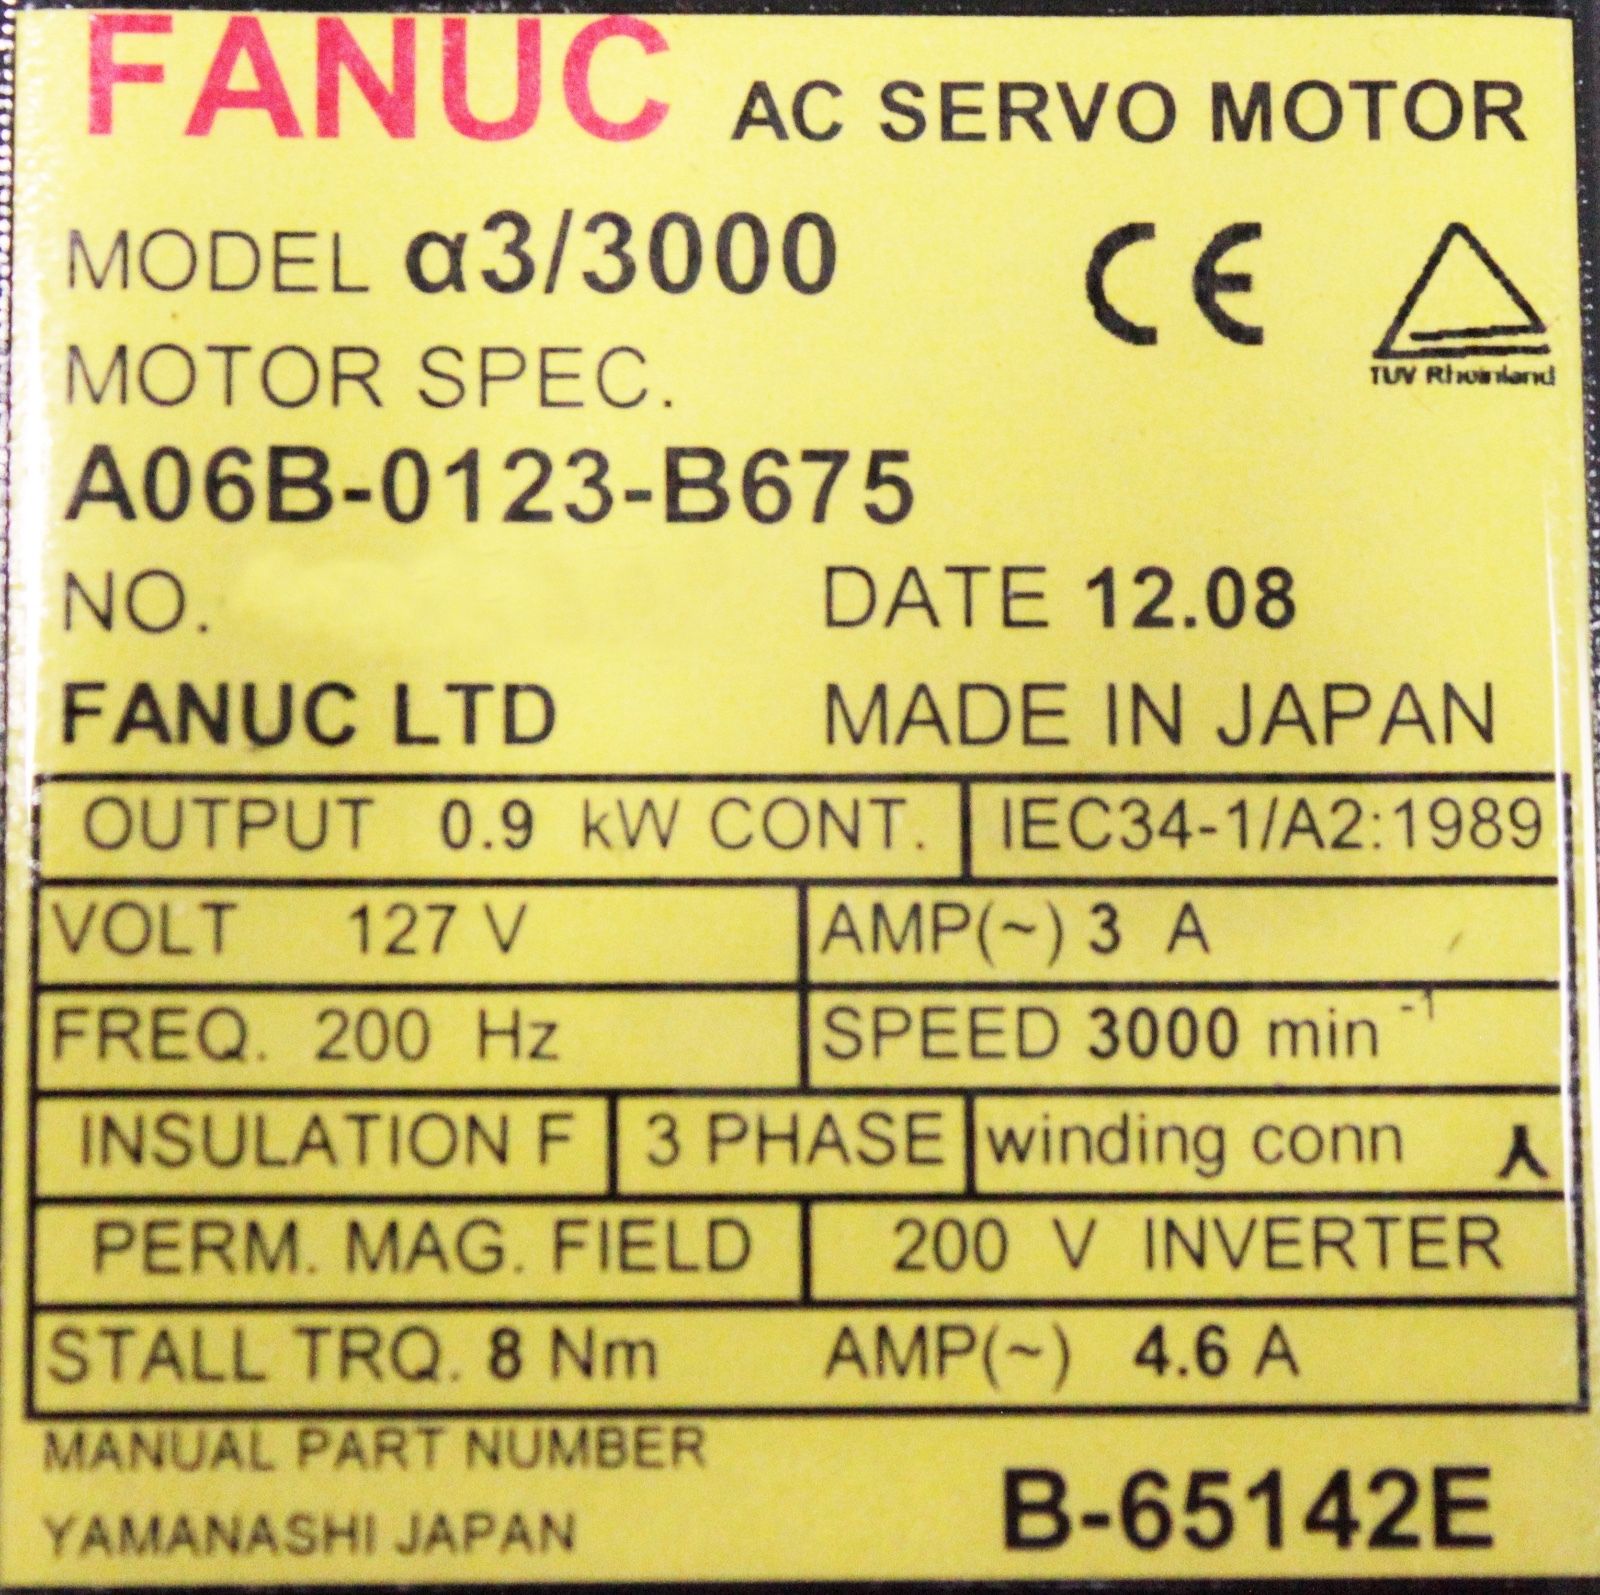 FANUC AC SERVO MOTOR
MODEL α3/3000
CE
TUV Rheinland
MOTOR SPEC.
A06B-0123-B675
NO. DATE 12.08
FANUC LTD MADE IN JAPAN
OUTPUT 0.9 kW CONT. IEC34-1/A2:1989
VOLT 127 V AMP(~) 3 A
FREQ. 200 Hz SPEED 3000 min⁻¹
INSULATION F 3 PHASE winding conn
PERM. MAG. FIELD 200 V INVERTER
STALL TRQ. 8 Nm AMP(~) 4.6 A
MANUAL PART NUMBER
YAMANASHI JAPAN B-65142E